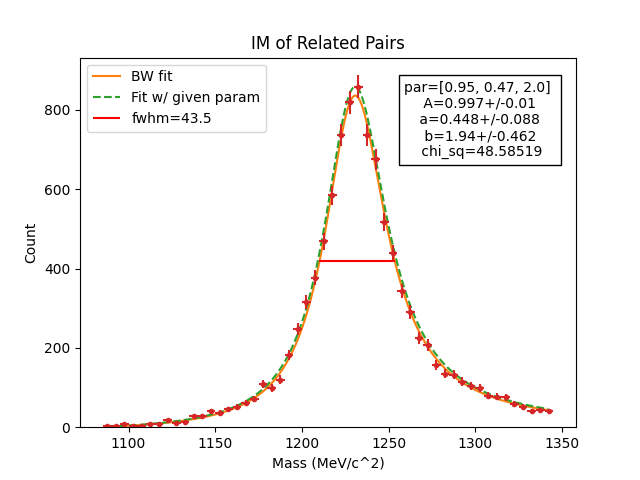 IM of Related Pairs
BW fit
Fit w/ given param
fwhm=43.5
par=[0.95, 0.47, 2.0]
A=0.997+/-0.01
a=0.448+/-0.088
b=1.94+/-0.462
chi_sq=48.58519
Count
800
600
400
200
0
1100
1150
1200
1250
1300
1350
Mass (MeV/c^2)